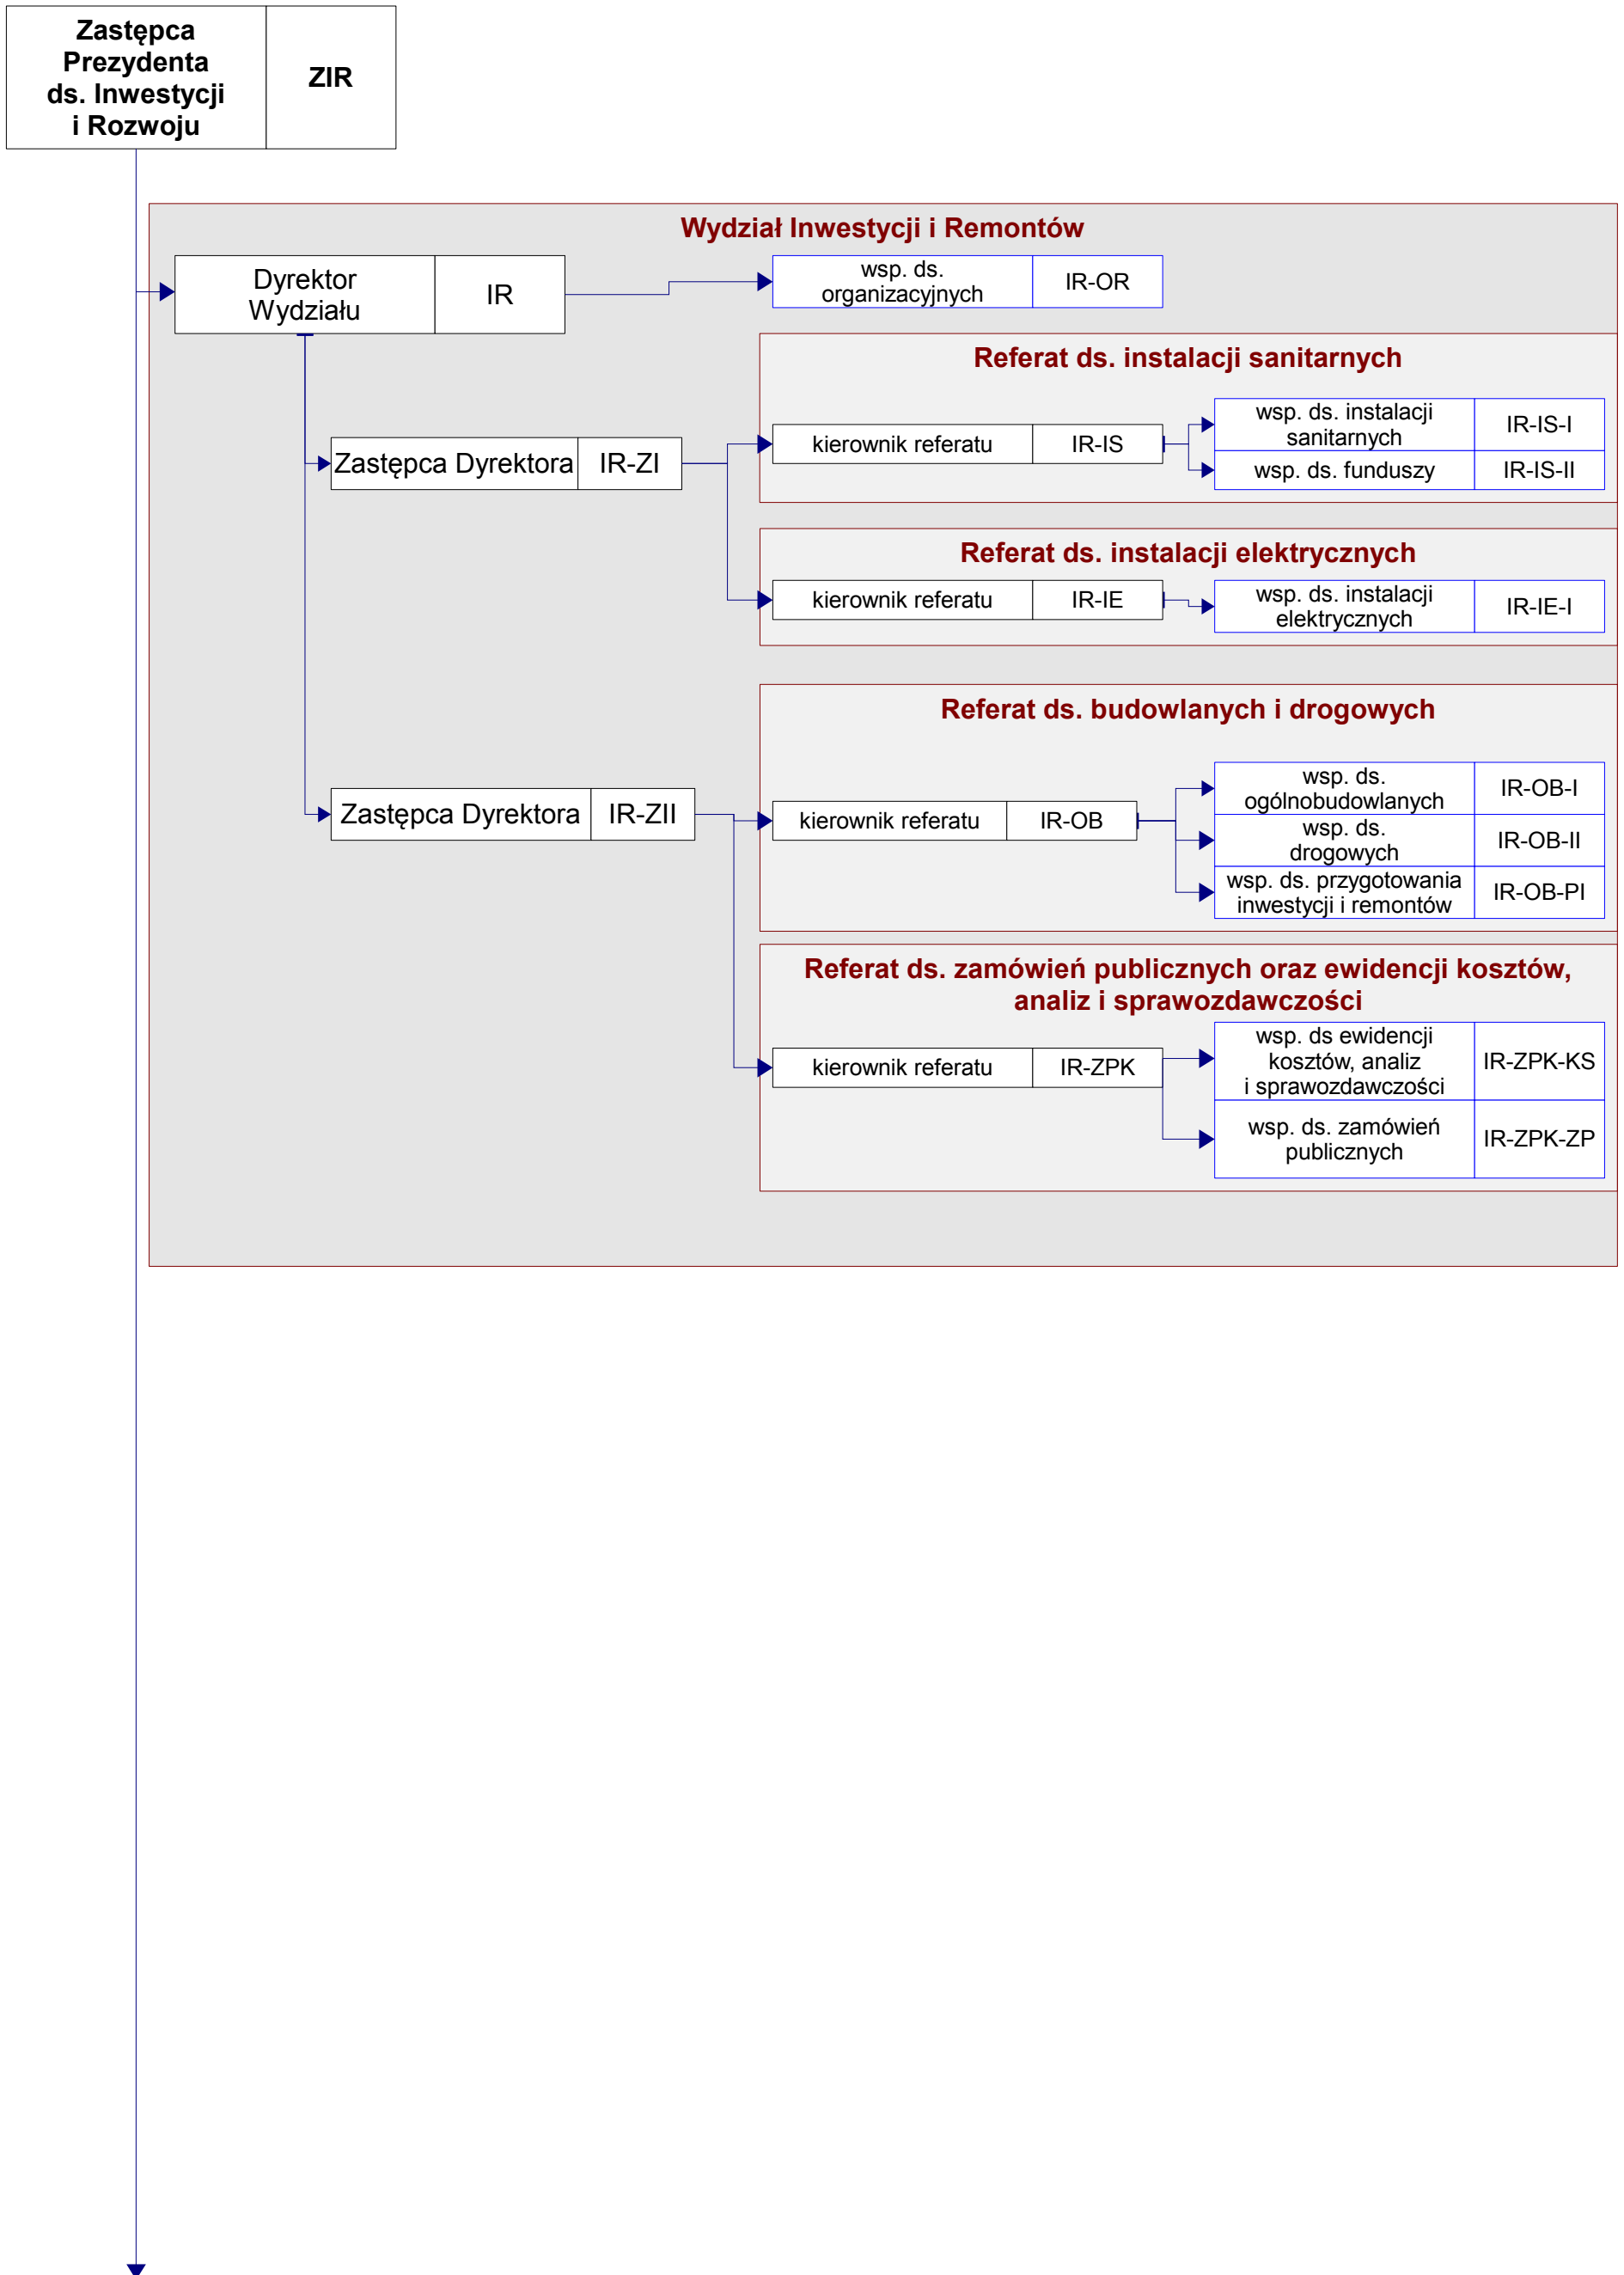 Zastępca
Prezydenta
ds. Inwestycji
i Rozwoju
ZIR
Wydział Inwestycji i Remontów
Dyrektor
Wydziału
IR
wsp. ds.
organizacyjnych
IR-OR
Referat ds. instalacji sanitarnych
Zastępca Dyrektora
IR-ZI
kierownik referatu
IR-IS
wsp. ds. instalacji
sanitarnych
IR-IS-I
wsp. ds. funduszy
IR-IS-II
Referat ds. instalacji elektrycznych
kierownik referatu
IR-IE
wsp. ds. instalacji
elektrycznych
IR-IE-I
Referat ds. budowlanych i drogowych
Zastępca Dyrektora
IR-ZII
kierownik referatu
IR-OB
wsp. ds.
ogólnobudowlanych
IR-OB-I
wsp. ds.
drogowych
IR-OB-II
wsp. ds. przygotowania
inwestycji i remontów
IR-OB-PI
Referat ds. zamówień publicznych oraz ewidencji kosztów,
analiz i sprawozdawczości
kierownik referatu
IR-ZPK
wsp. ds ewidencji
kosztów, analiz
i sprawozdawczości
IR-ZPK-KS
wsp. ds. zamówień
publicznych
IR-ZPK-ZP